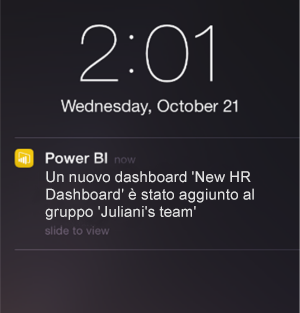 2:01
Wednesday, October 21
Power BI now
Un nuovo dashboard 'New HR
Dashboard' è stato aggiunto al
gruppo 'Juliani's team'
slide to view